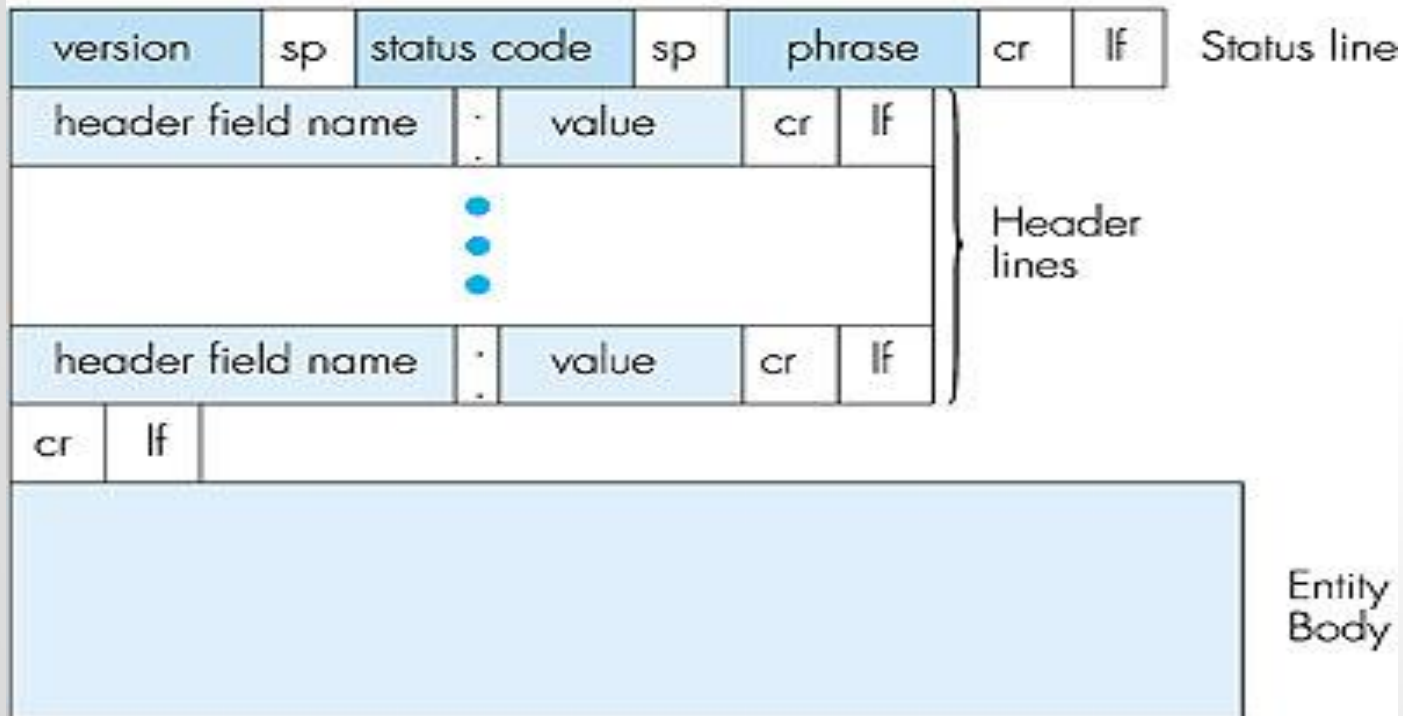 version sp status code sp phrase cr lf Status line
header field name : value cr lf
Header
lines
header field name : value cr lf
cr lf
Entity
Body